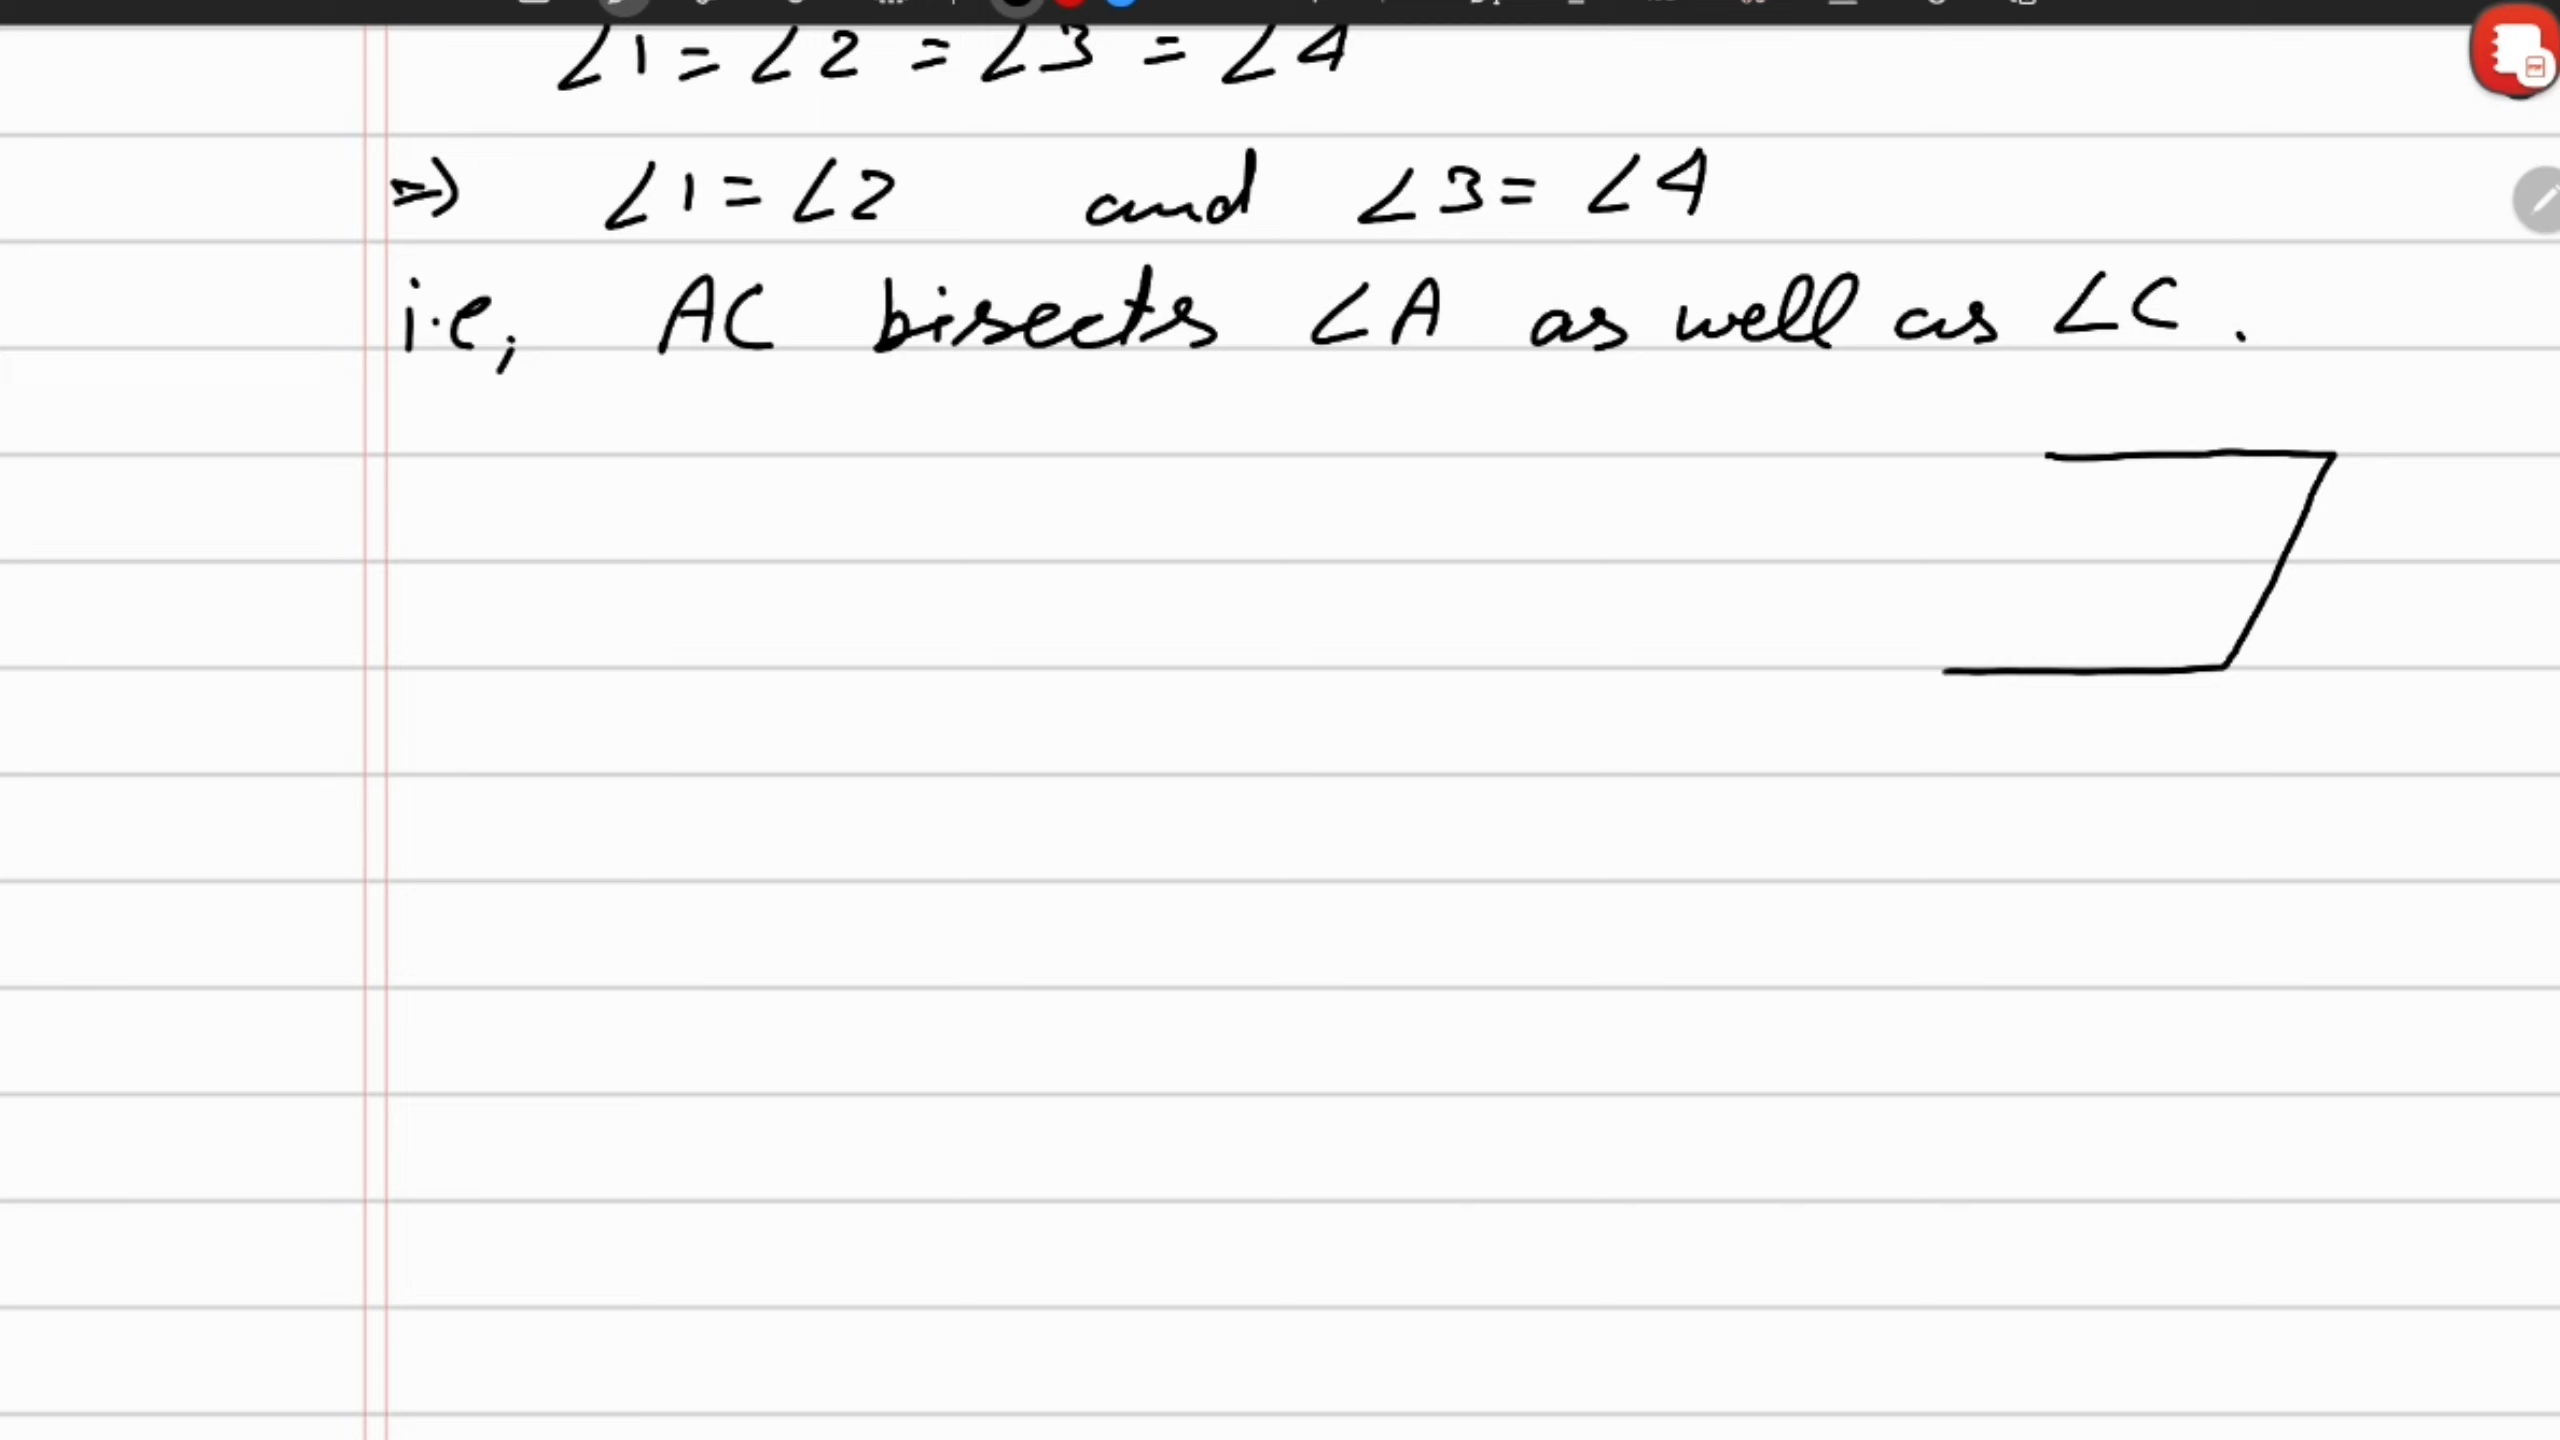 ∠1 = ∠2 = ∠3 = ∠4
⇒ ∠1 = ∠2 and ∠3 = ∠4
i.e, AC bisects ∠A as well as ∠C.